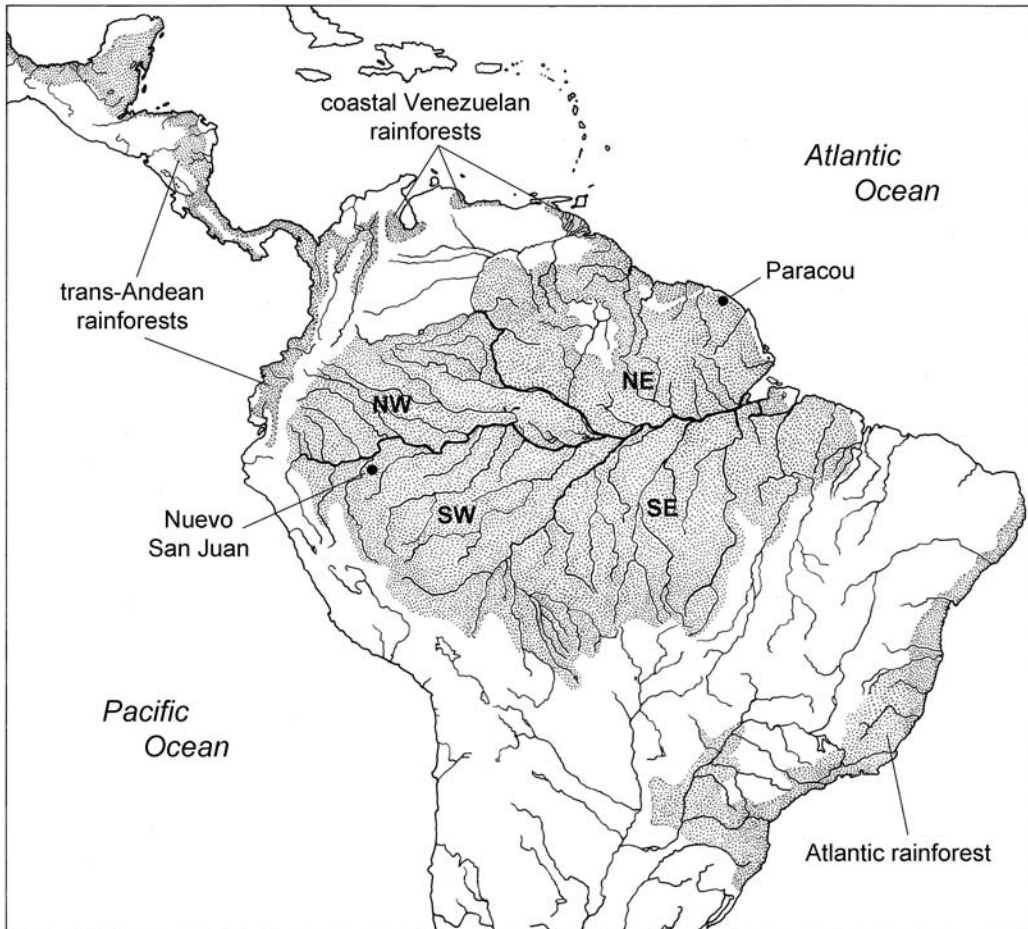 coastal Venezuelan
rainforests
Atlantic
Ocean
Paracou
trans-Andean
rainforests
NE
NW
Nuevo
San Juan
SW
SE
Pacific
Ocean
Atlantic rainforest